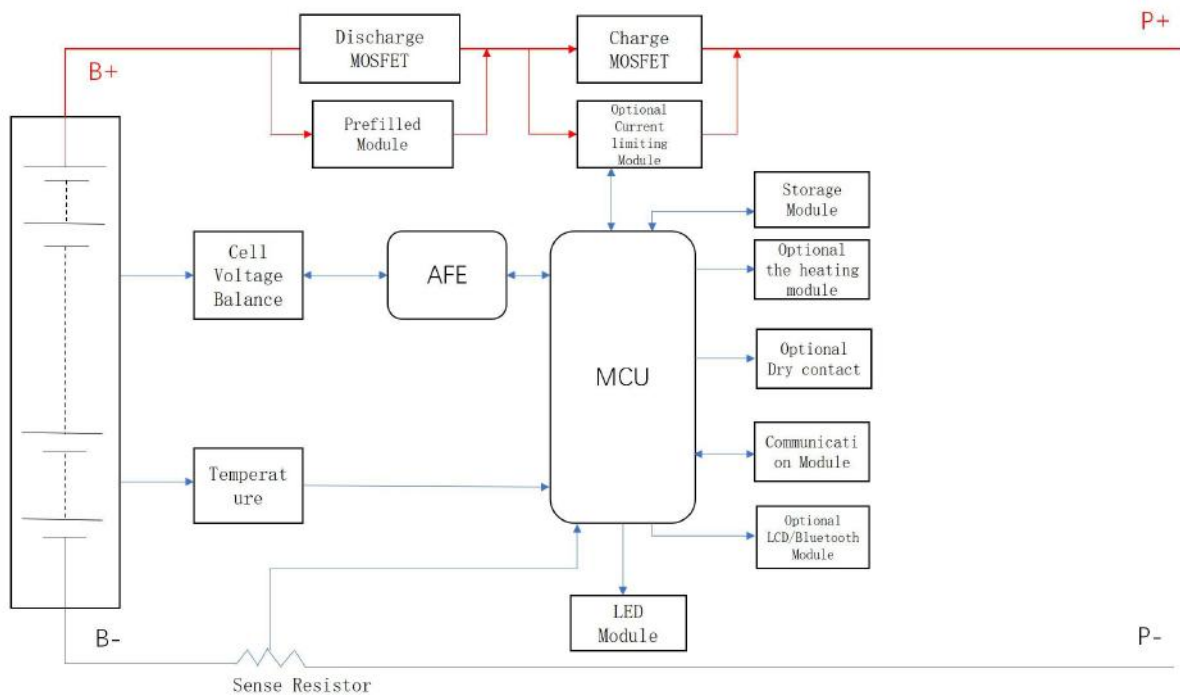 P+
Discharge
MOSFET
Charge
MOSFET
B+
Prefilled
Module
Optional
Current
limiting
Module
Storage
Module
Cell
Voltage
Balance
AFE
Optional
the heating
module
MCU
Optional
Dry contact
Communicati
on Module
Temperat
ure
Optional
LCD/Bluetooth
Module
LED
Module
B-
P-
Sense Resistor